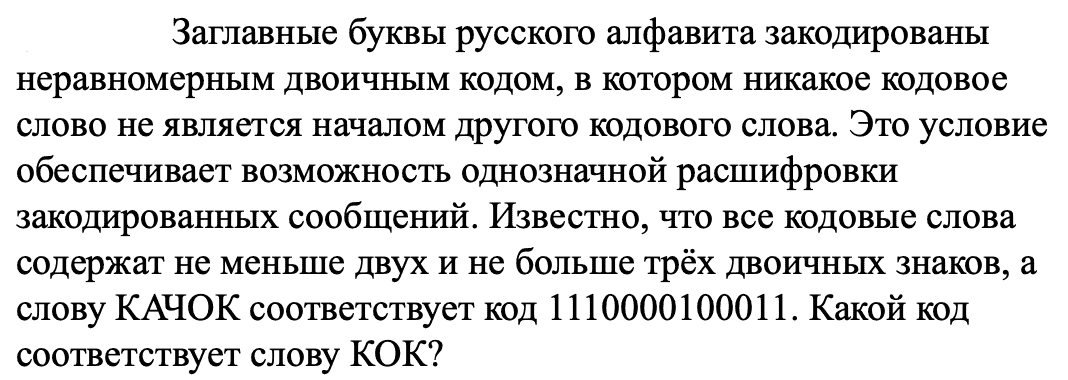 Заглавные буквы русского алфавита закодированы
неравномерным двоичным кодом, в котором никакое кодовое
слово не является началом другого кодового слова. Это условие
обеспечивает возможность однозначной расшифровки
закодированных сообщений. Известно, что все кодовые слова
содержат не меньше двух и не больше трёх двоичных знаков, а
слову КАЧОК соответствует код 1110000100011. Какой код
соответствует слову КОК?